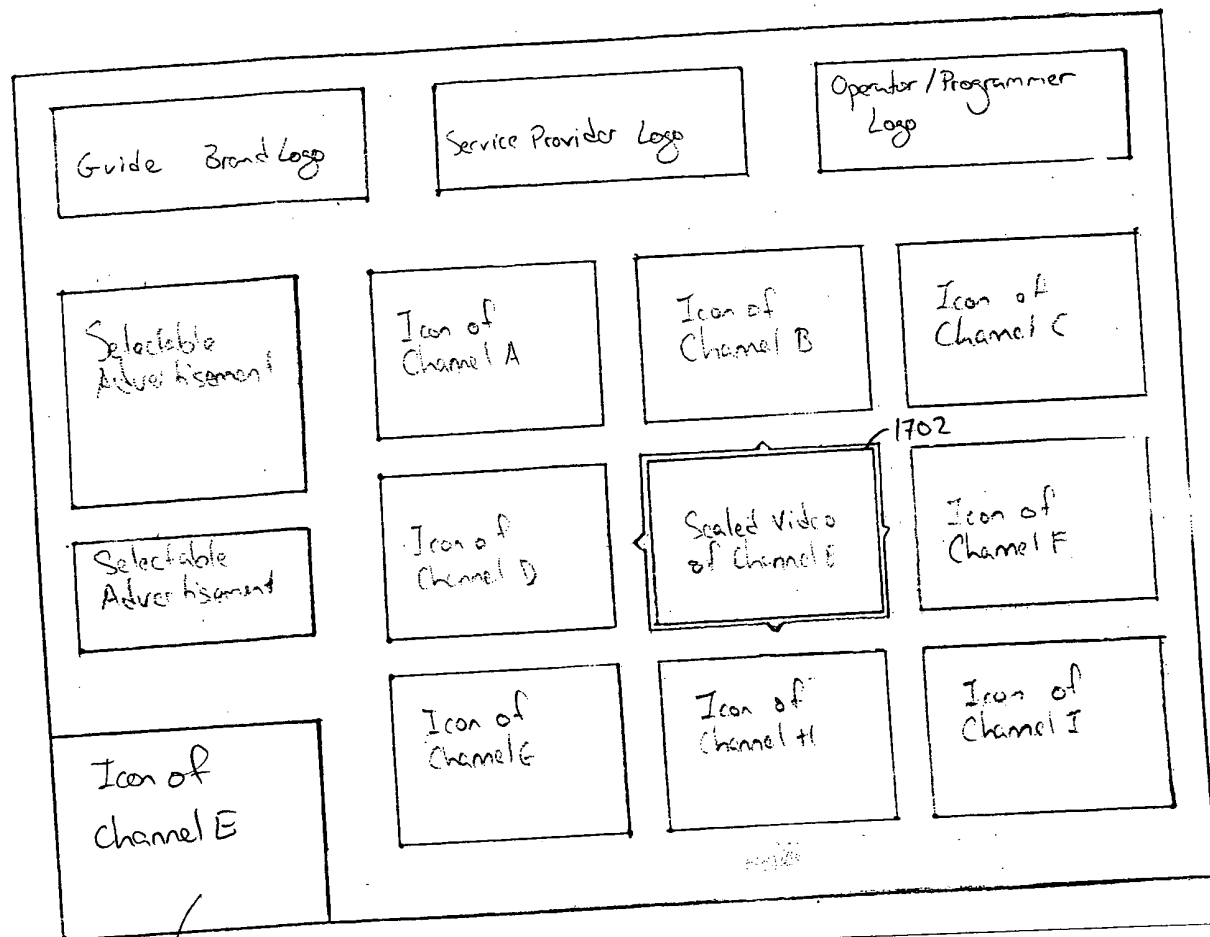 Guide Brand Logo
Service Provider Logo
Operator / Programmer
Logo
Selectable
Advertisement
Icon of
Channel A
Icon of
Channel B
Icon of
Channel C
1702
Selectable
Advertisement
Icon of
Channel D
Scaled Video
of Channel E
Icon of
Channel F
Icon of
Channel E
Icon of
Channel G
Icon of
Channel H
Icon of
Channel I